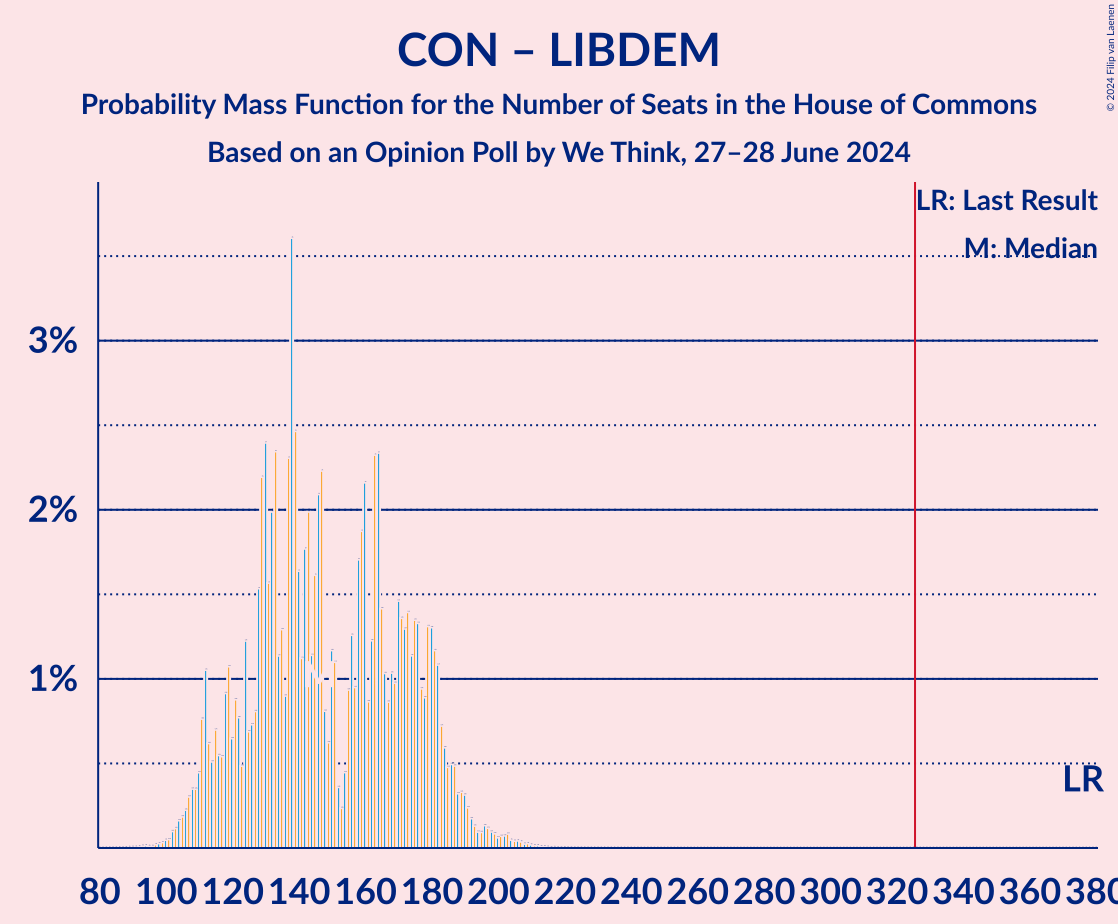 CON – LIBDEM
Probability Mass Function for the Number of Seats in the House of Commons
Based on an Opinion Poll by We Think, 27–28 June 2024
© 2024 Filip van Laenen
LR: Last Result
M: Median
3%
2%
1%
LR
80 100 120 140 160 180 200 220 240 260 280 300 320 340 360 380